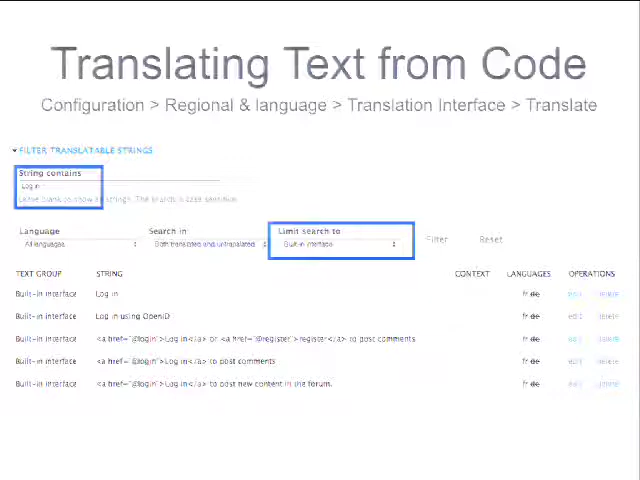 Translating Text from Code
Configuration > Regional & language > Translation Interface > Translate
FILTER TRANSLATABLE STRINGS
String contains
Log in
Leave blank to show all strings. The search is case sensitive.
Language Search in Limit search to
All languages Both translated and untranslated Built-in interface Filter Reset
TEXT GROUP STRING CONTEXT LANGUAGES OPERATIONS
Built-in interface Log in fr de edit delete
Built-in interface Log in using OpenID fr de edit delete
Built-in interface <a href="@login">Log in</a> or <a href="@register">register</a> to post comments fr de edit delete
Built-in interface <a href="@login">Log in</a> to post comments fr de edit delete
Built-in interface <a href="@login">Log in</a> to post new content in the forum. fr de edit delete